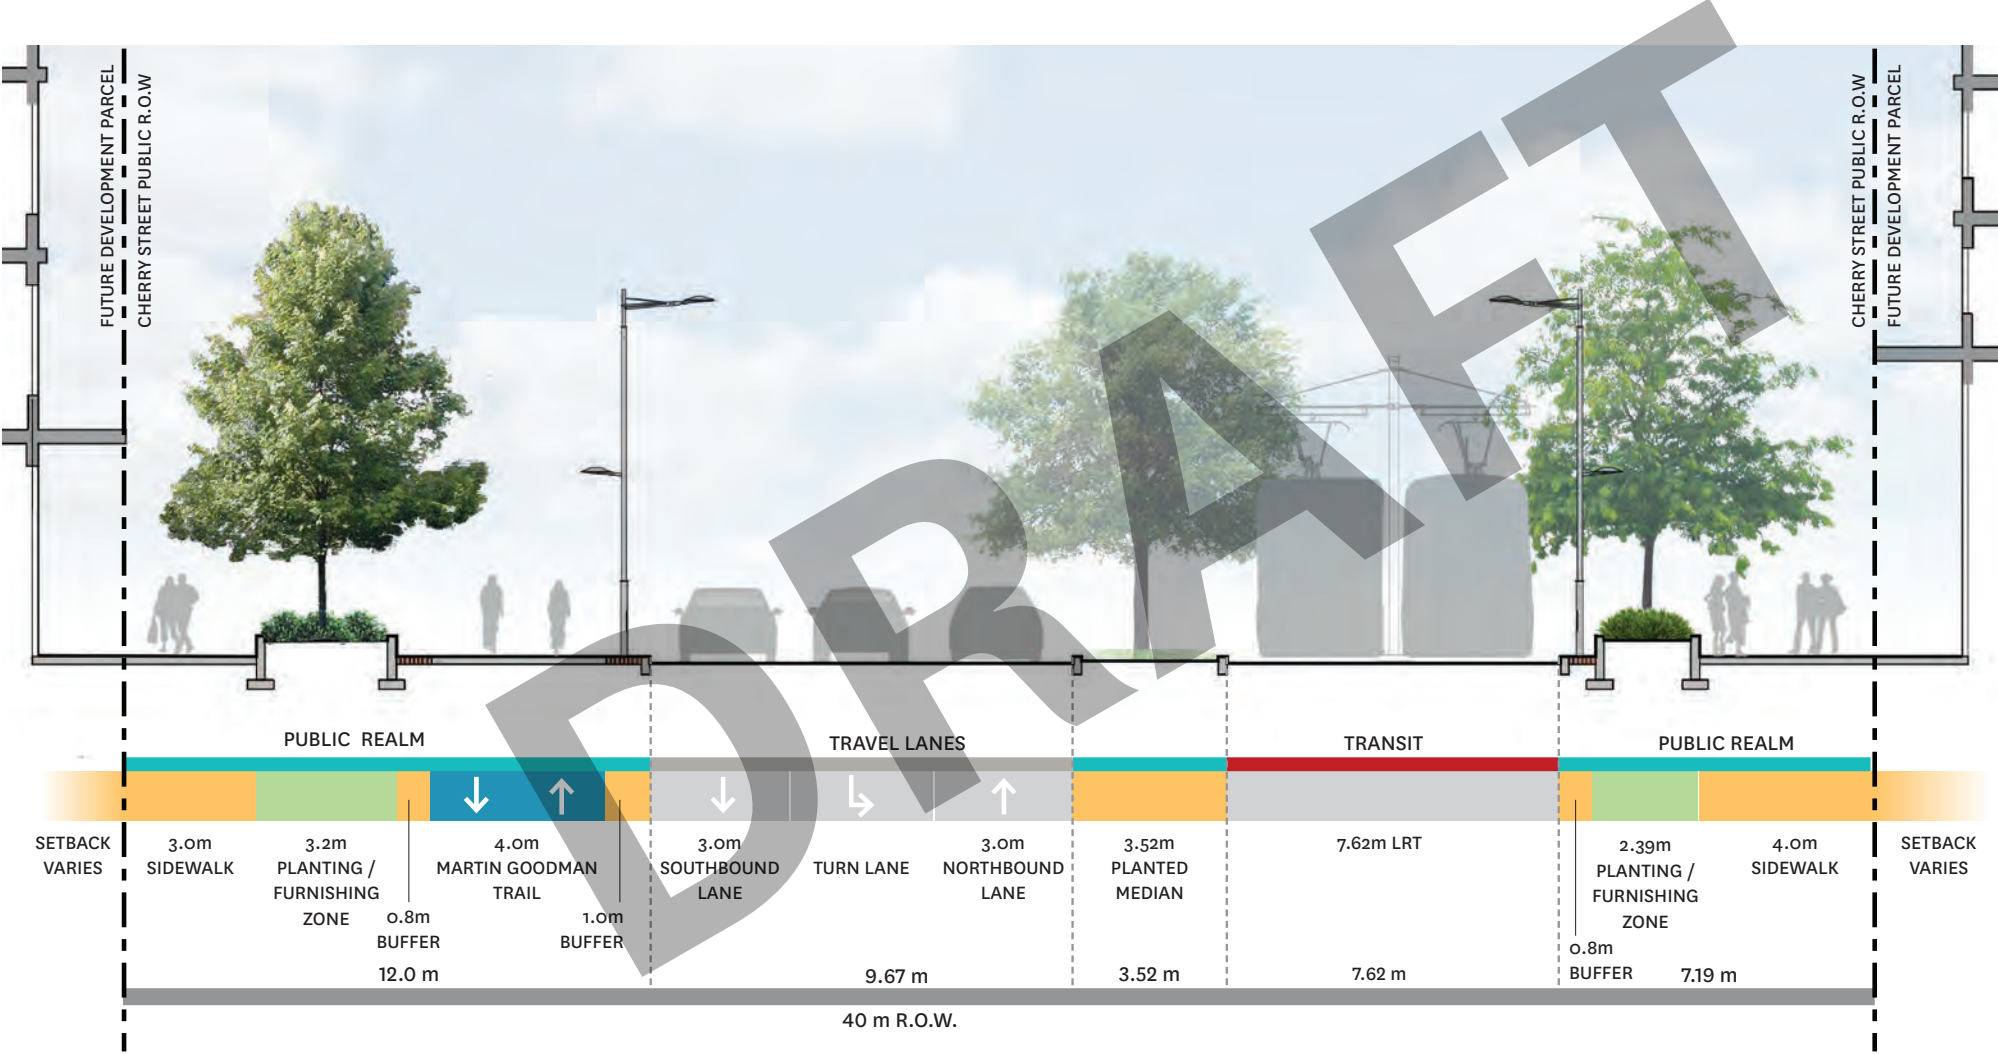 FUTURE DEVELOPMENT PARCEL
CHERRY STREET PUBLIC R.O.W
CHERRY STREET PUBLIC R.O.W
FUTURE DEVELOPMENT PARCEL
DRAFT
PUBLIC REALM
TRAVEL LANES
TRANSIT
PUBLIC REALM
SETBACK
VARIES
3.0m
SIDEWALK
3.2m
PLANTING /
FURNISHING
ZONE
0.8m
BUFFER
4.0m
MARTIN GOODMAN
TRAIL
1.0m
BUFFER
3.0m
SOUTHBOUND
LANE
TURN LANE
3.0m
NORTHBOUND
LANE
3.52m
PLANTED
MEDIAN
7.62m LRT
0.8m
BUFFER
2.39m
PLANTING /
FURNISHING
ZONE
4.0m
SIDEWALK
SETBACK
VARIES
12.0 m
9.67 m
3.52 m
7.62 m
7.19 m
40 m R.O.W.